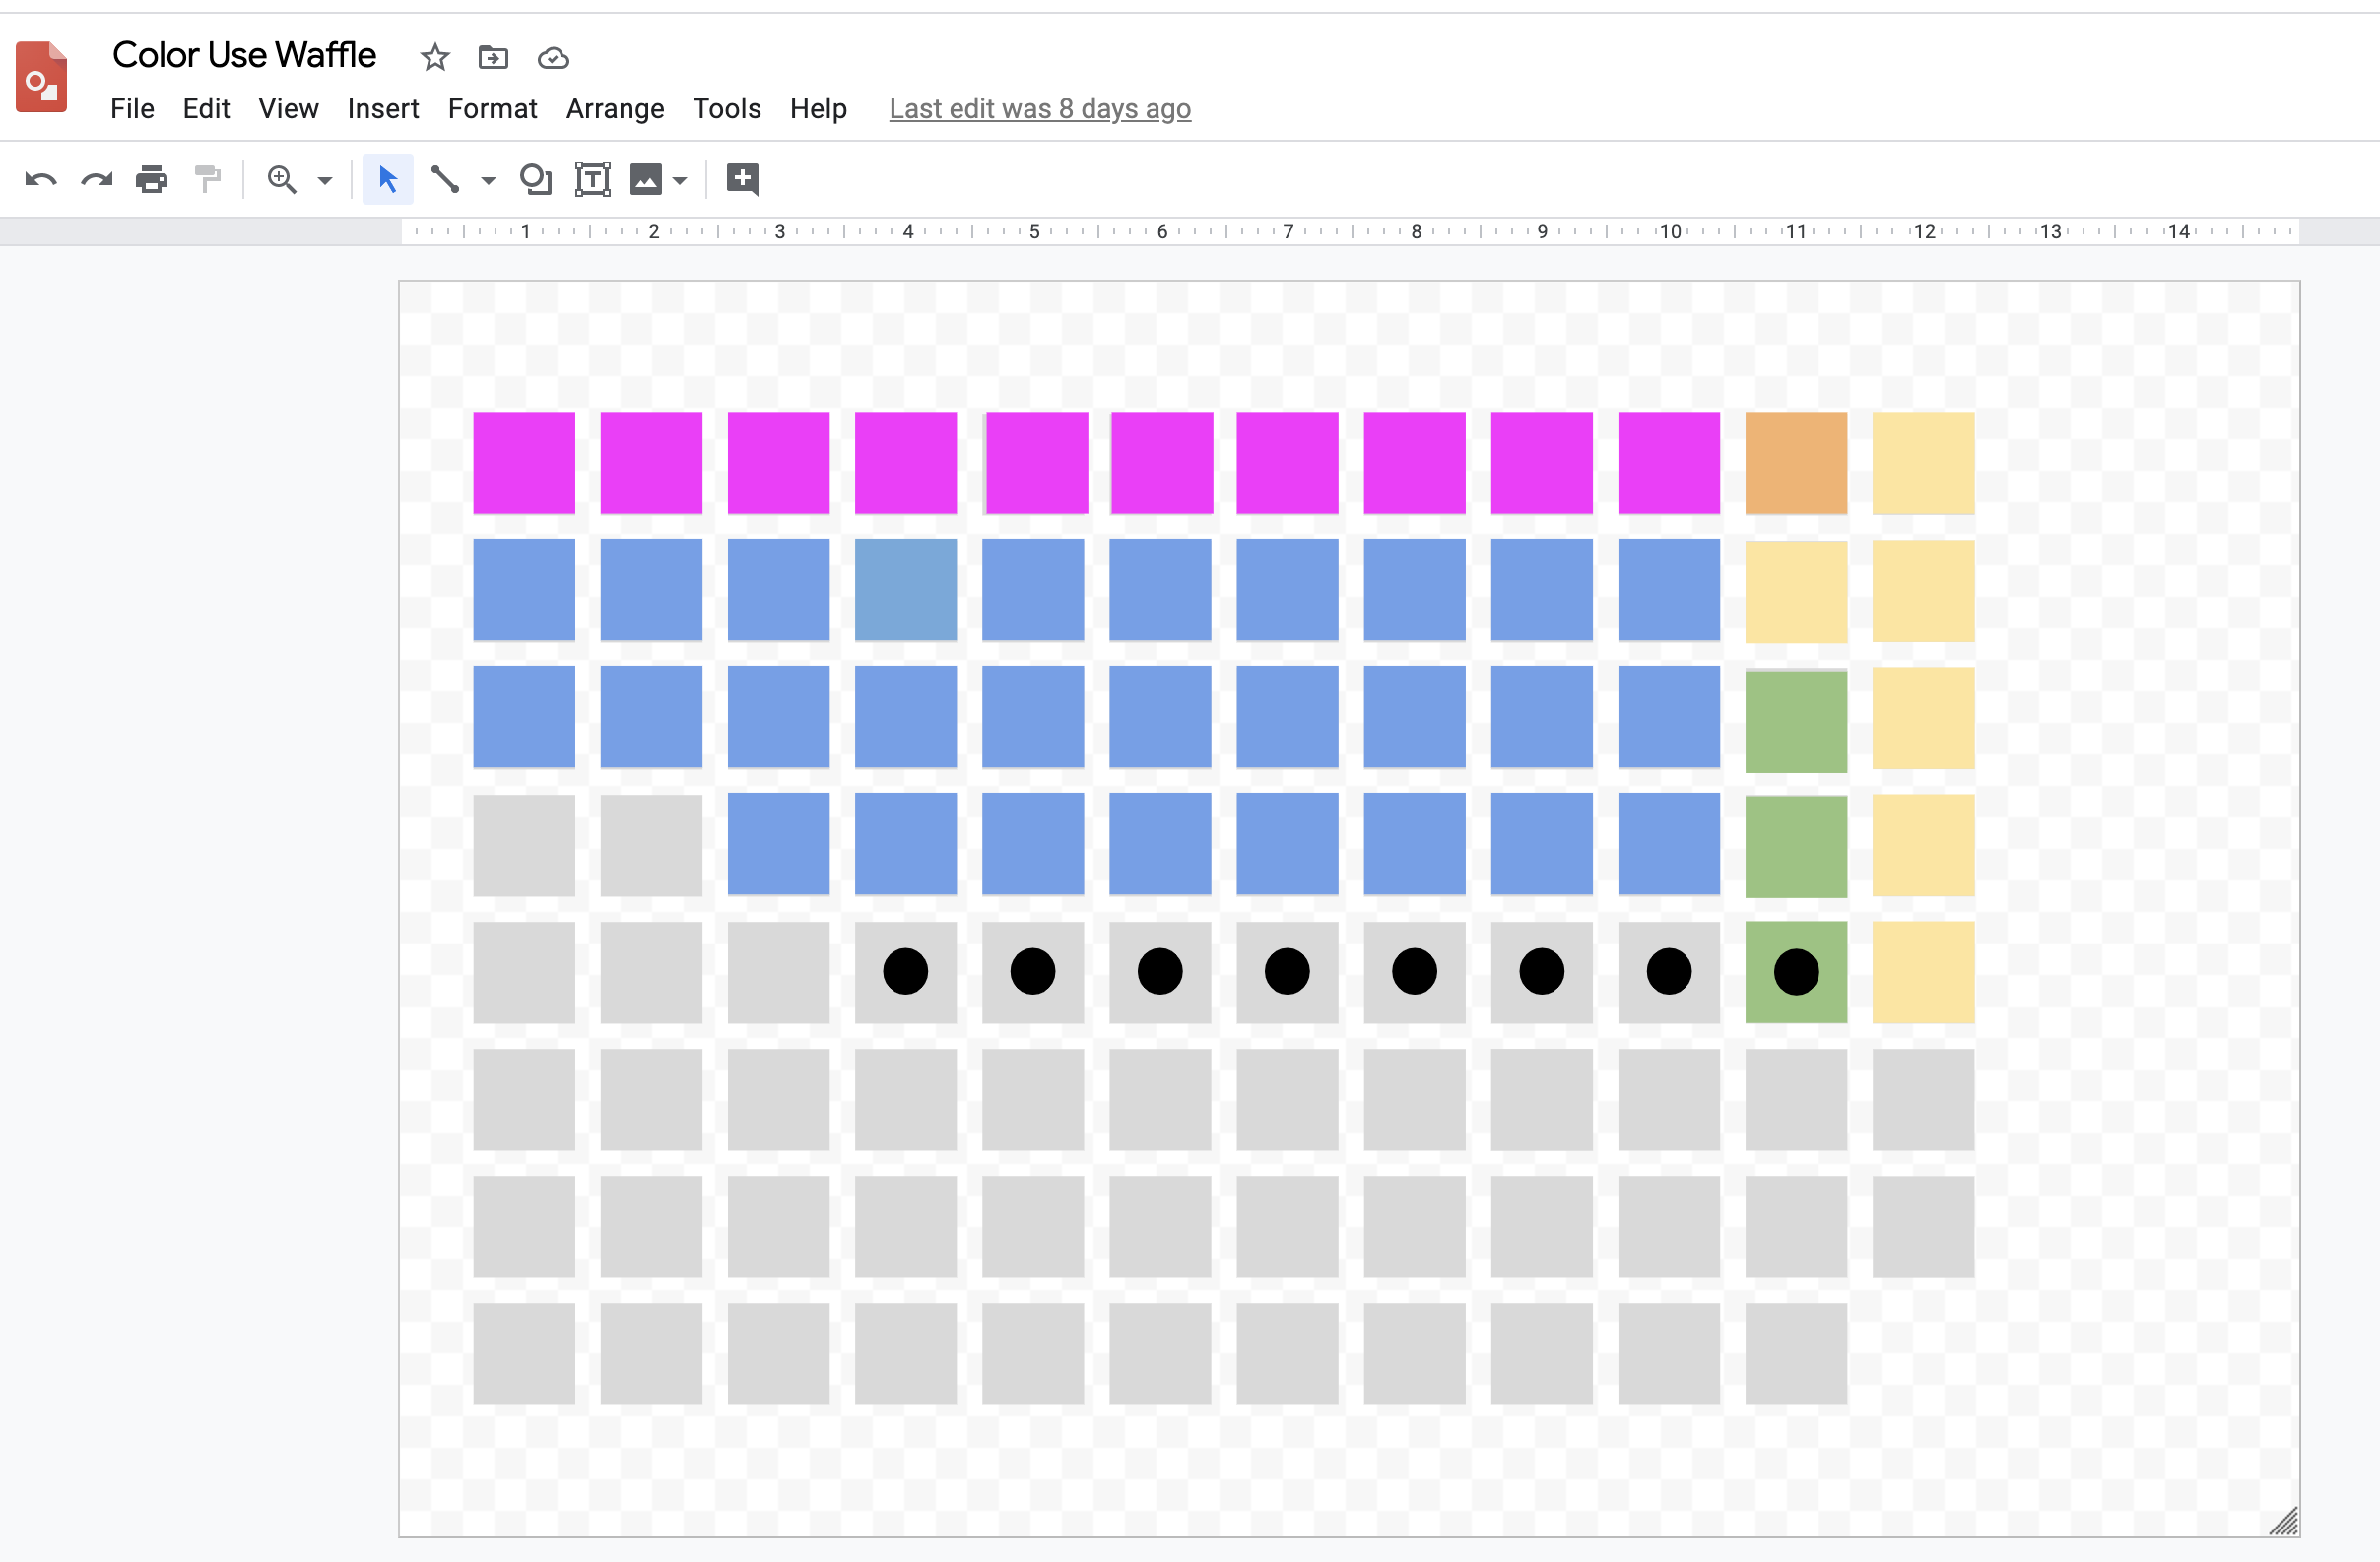 Color Use Waffle
File Edit View Insert Format Arrange Tools Help Last edit was 8 days ago
1 2 3 4 5 6 7 8 9 10 11 12 13 14